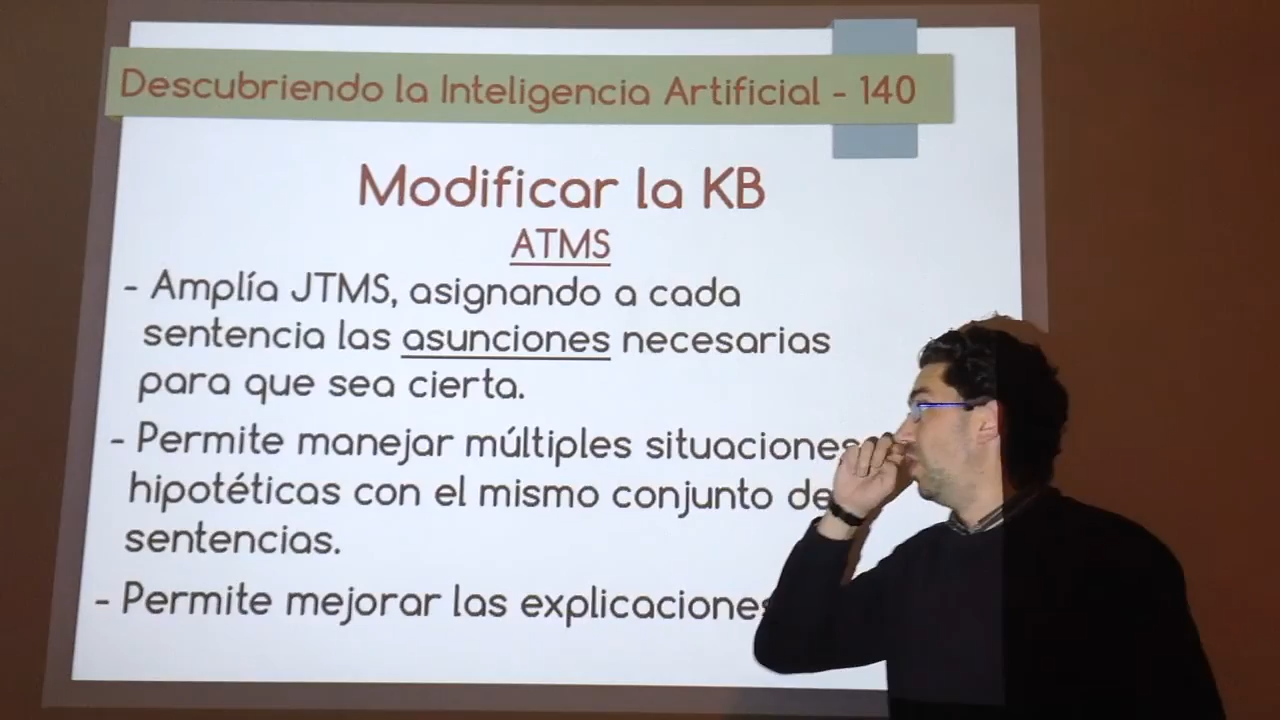 Descubriendo la Inteligencia Artificial - 140
Modificar la KB
ATMS
- Amplía JTMS, asignando a cada
sentencia las asunciones necesarias
para que sea cierta.
- Permite manejar múltiples situaciones
hipotéticas con el mismo conjunto de
sentencias.
- Permite mejorar las explicaciones